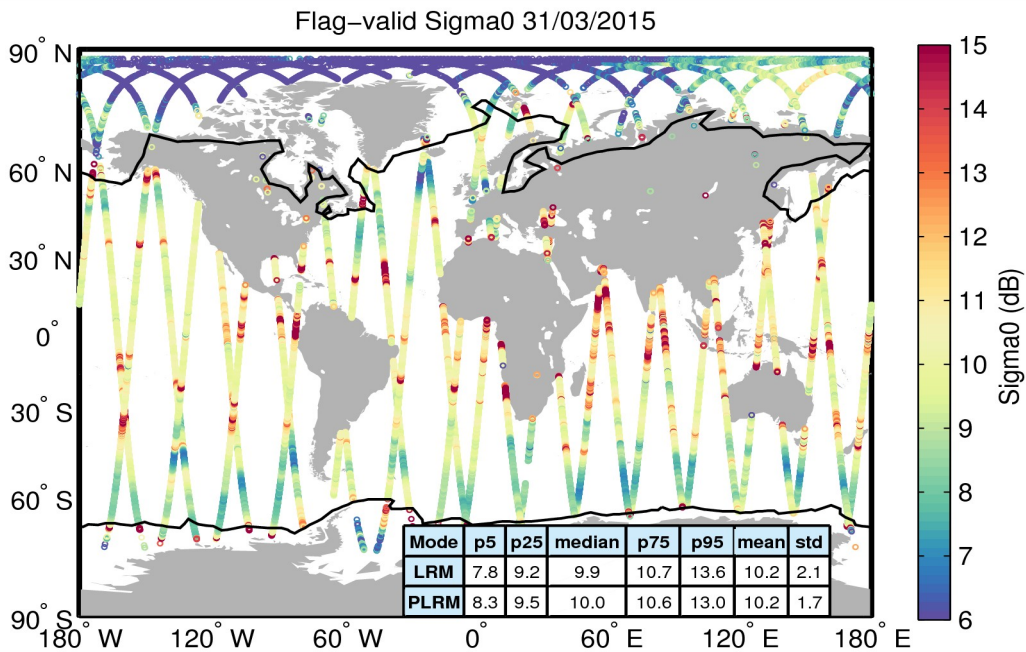 Flag−valid Sigma0 31/03/2015
90° N
60° N
30° N
0°
30° S
60° S
90° S
180° W
120° W
60° W
0°
60° E
120° E
180° E
Mode p5 p25 median p75 p95 mean std
LRM 7.8 9.2 9.9 10.7 13.6 10.2 2.1
PLRM 8.3 9.5 10.0 10.6 13.0 10.2 1.7
15
14
13
12
11
10
9
8
7
6
Sigma0 (dB)